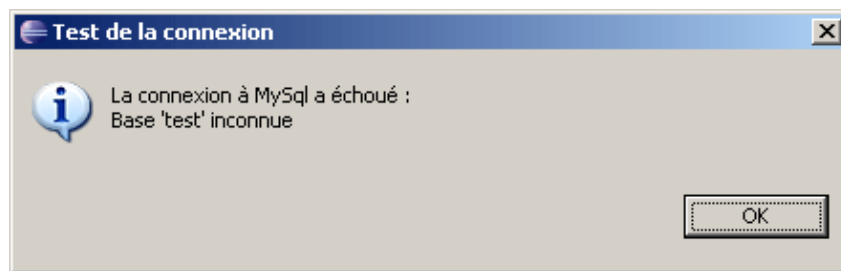 Test de la connexion
La connexion à MySql a échoué :
Base 'test' inconnue
OK